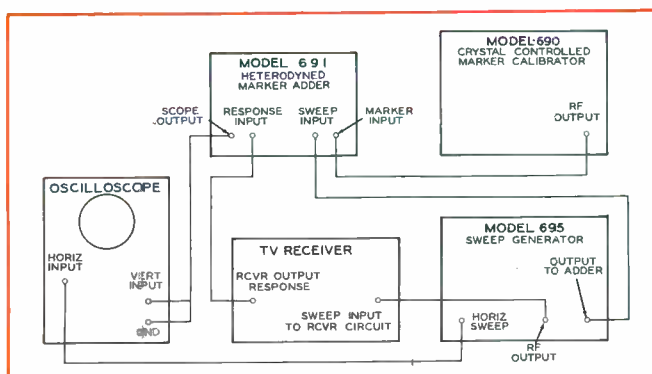 MODEL 691
HETERODYNED
MARKER ADDER
SCOPE
OUTPUT
RESPONSE
INPUT
SWEEP
INPUT
MARKER
INPUT
MODEL-690
CRYSTAL CONTROLLED
MARKER CALIBRATOR
RF
OUTPUT
OSCILLOSCOPE
HORIZ
INPUT
VERT
INPUT
GND
TV RECEIVER
RCVR OUTPUT
RESPONSE
SWEEP INPUT
TO RCVR CIRCUIT
MODEL 695
SWEEP GENERATOR
OUTPUT
TO ADDER
HORIZ
SWEEP
RF
OUTPUT